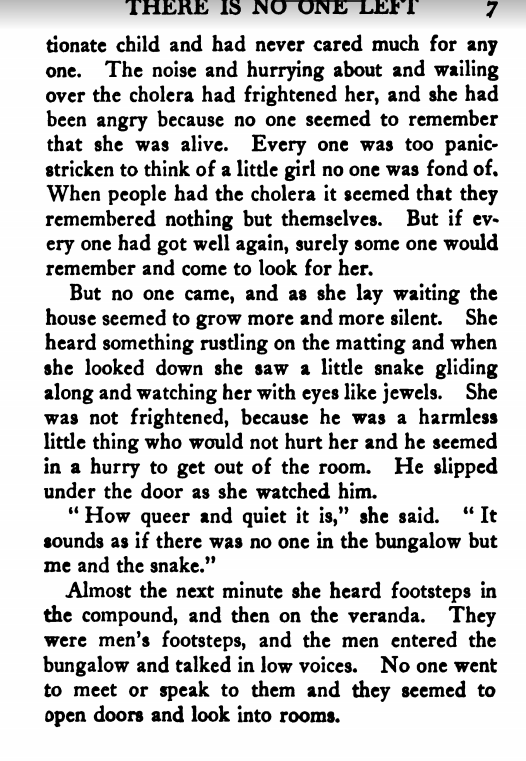 THERE IS NO ONE LEFT 7
tionate child and had never cared much for any
one. The noise and hurrying about and wailing
over the cholera had frightened her, and she had
been angry because no one seemed to remember
that she was alive. Every one was too panic-
stricken to think of a little girl no one was fond of.
When people had the cholera it seemed that they
remembered nothing but themselves. But if ev-
ery one had got well again, surely some one would
remember and come to look for her.
But no one came, and as she lay waiting the
house seemed to grow more and more silent. She
heard something rustling on the matting and when
she looked down she saw a little snake gliding
along and watching her with eyes like jewels. She
was not frightened, because he was a harmless
little thing who would not hurt her and he seemed
in a hurry to get out of the room. He slipped
under the door as she watched him.
“ How queer and quiet it is,” she said. “ It
sounds as if there was no one in the bungalow but
me and the snake.”
Almost the next minute she heard footsteps in
the compound, and then on the veranda. They
were men’s footsteps, and the men entered the
bungalow and talked in low voices. No one went
to meet or speak to them and they seemed to
open doors and look into rooms.